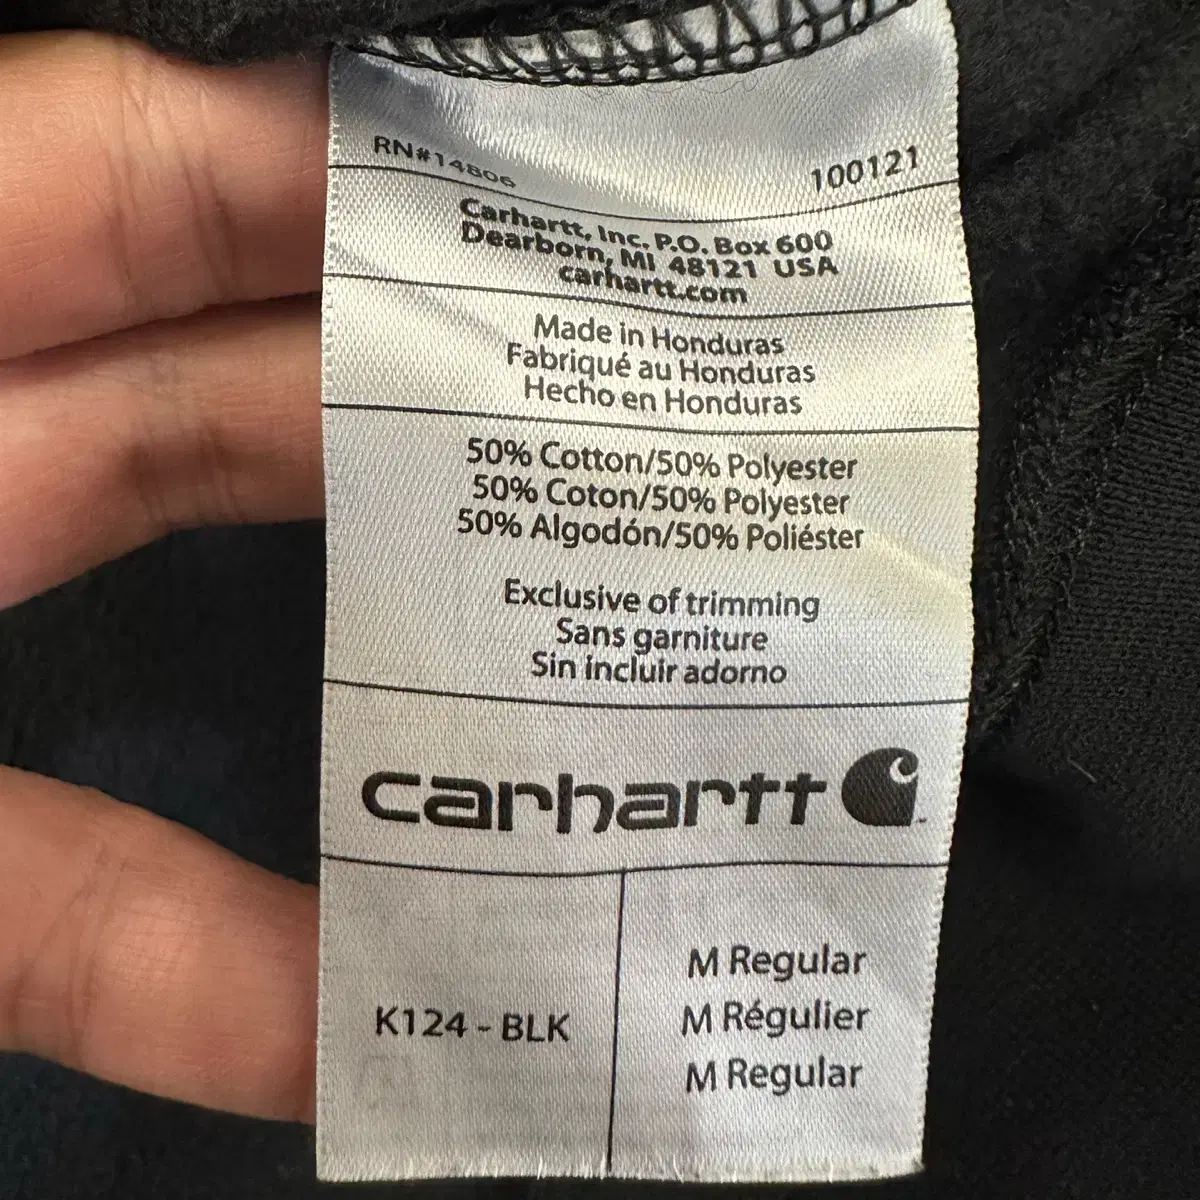 RN#14806
100121
Carhartt, Inc. P.O. Box 600
Dearborn, MI 48121 USA
carhartt.com
Made in Honduras
Fabriqué au Honduras
Hecho en Honduras
50% Cotton/50% Polyester
50% Coton/50% Polyester
50% Algodón/50% Poliéster
Exclusive of trimming
Sans garniture
Sin incluir adorno
carhartt
K124 - BLK
M Regular
M Régulier
M Regular